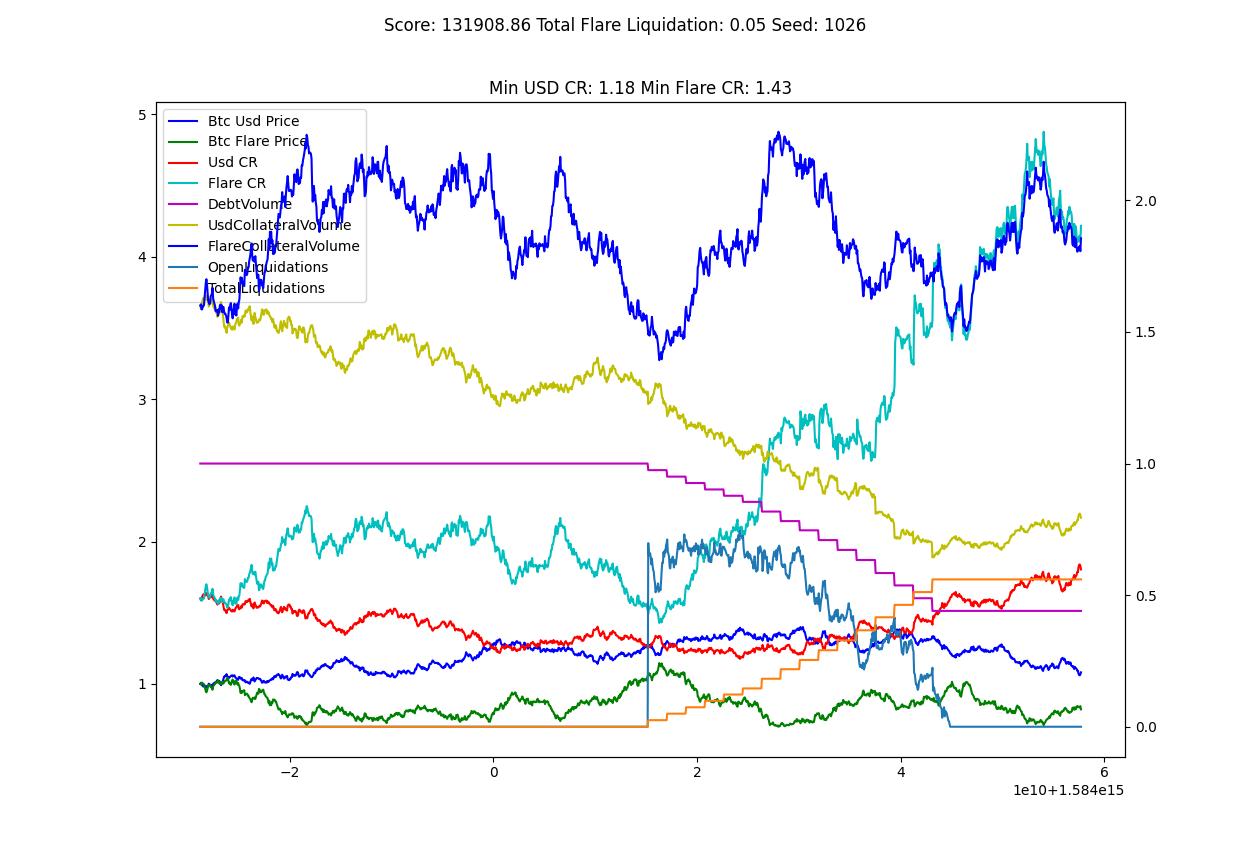 Score: 131908.86 Total Flare Liquidation: 0.05 Seed: 1026
Min USD CR: 1.18 Min Flare CR: 1.43
Btc Usd Price
Btc Flare Price
Usd CR
Flare CR
DebtVolume
UsdCollateralVolume
FlareCollateralVolume
OpenLiquidations
TotalLiquidations
5
4
3
2
1
2.0
1.5
1.0
0.5
0.0
−2
0
2
4
6
1e10+1.584e15